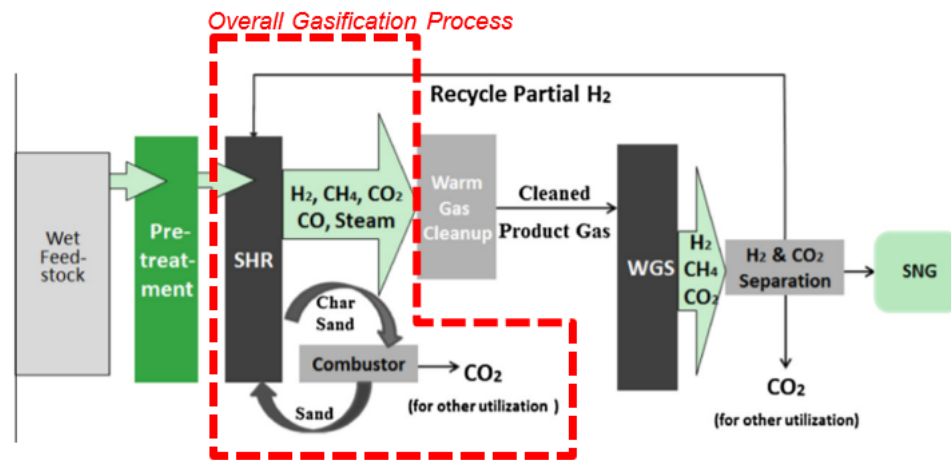 Overall Gasification Process
Recycle Partial H₂
Wet
Feed-
stock
Pre-
treat-
ment
SHR
H₂, CH₄, CO₂
CO, Steam
Warm
Gas
Cleanup
Cleaned
Product Gas
WGS
H₂
CH₄
CO₂
H₂ & CO₂
Separation
SNG
Char
Sand
Combustor
Sand
CO₂
(for other utilization )
CO₂
(for other utilization)